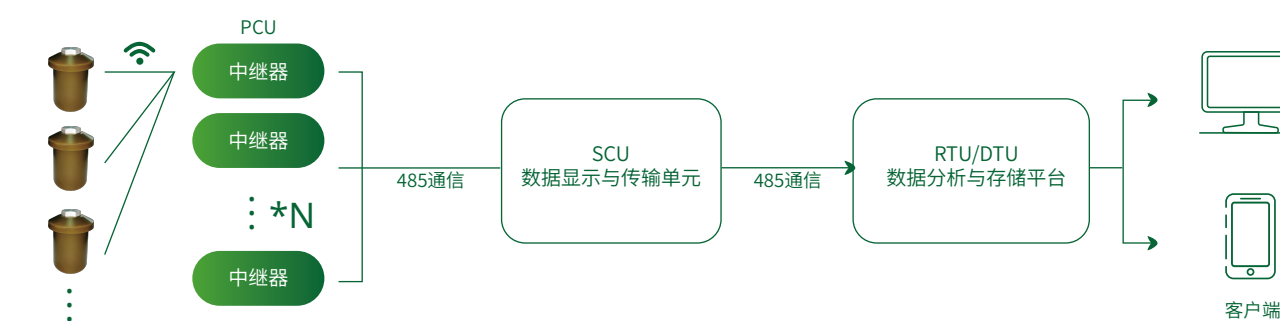 PCU
中继器
中继器
*N
中继器
485通信
SCU
数据显示与传输单元
485通信
RTU/DTU
数据分析与存储平台
客户端